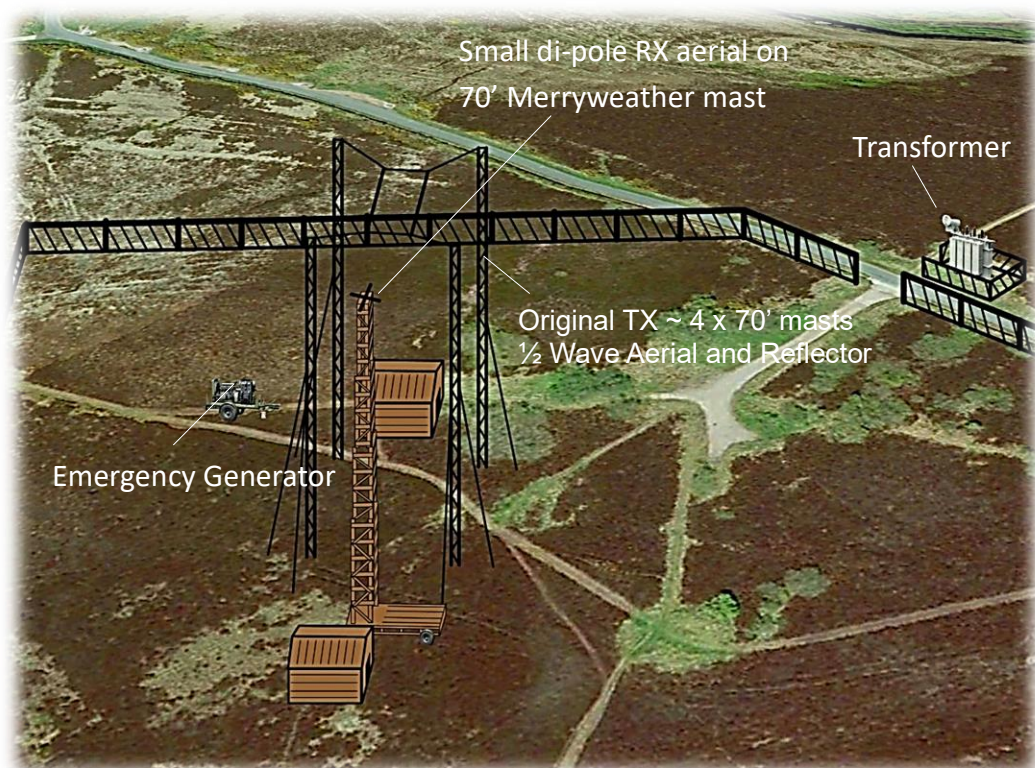 Small di-pole RX aerial on
70’ Merryweather mast
Transformer
Original TX ~ 4 x 70’ masts
½ Wave Aerial and Reflector
Emergency Generator